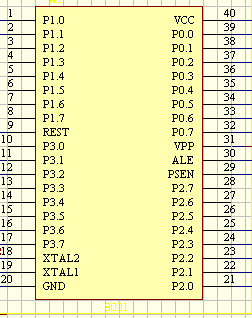 1 P1.0 VCC 40
2 P1.1 P0.0 39
3 P1.2 P0.1 38
4 P1.3 P0.2 37
5 P1.4 P0.3 36
6 P1.5 P0.4 35
7 P1.6 P0.5 34
8 P1.7 P0.6 33
9 REST P0.7 32
10 P3.0 VPP 31
11 P3.1 ALE 30
12 P3.2 PSEN 29
13 P3.3 P2.7 28
14 P3.4 P2.6 27
15 P3.5 P2.5 26
16 P3.6 P2.4 25
17 P3.7 P2.3 24
18 XTAL2 P2.2 23
19 XTAL1 P2.1 22
20 GND P2.0 21